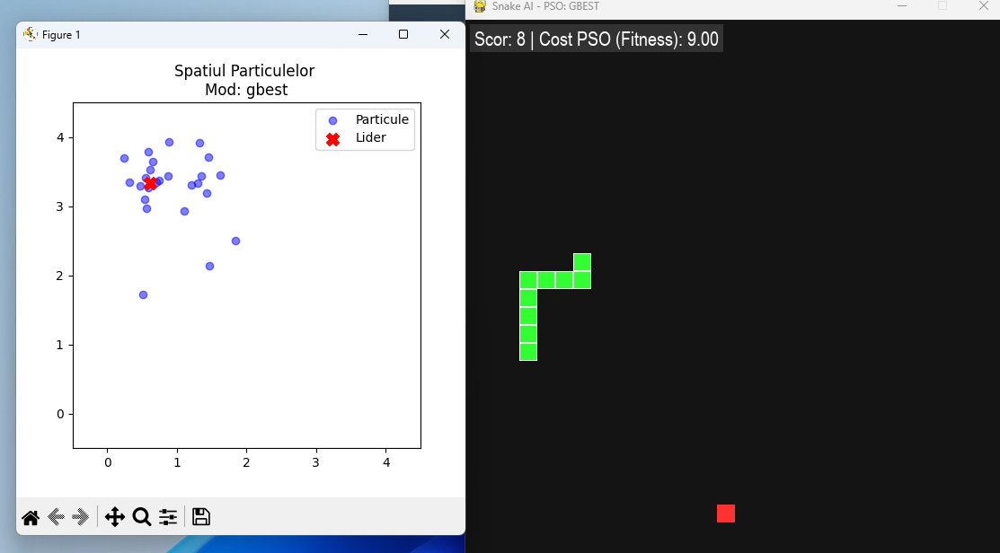 Figure 1
Spatiul Particulelor
Mod: gbest
Particule
Lider
4
3
2
1
0
0 1 2 3 4
Snake AI - PSO: GBEST
Scor: 8 | Cost PSO (Fitness): 9.00